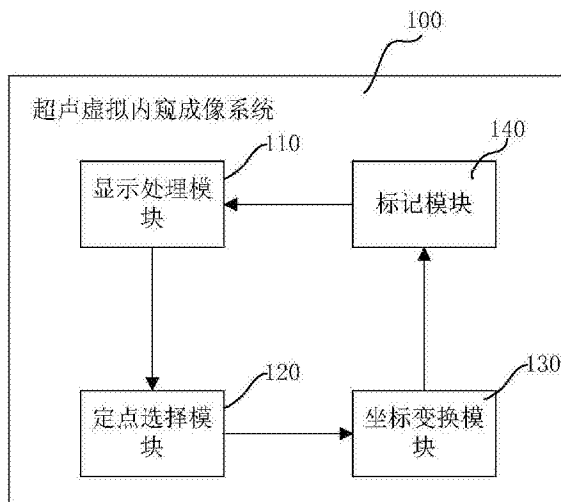 100
超声虚拟内窥成像系统
110
显示处理模
块
140
标记模块
120
定点选择模
块
130
坐标变换模
块